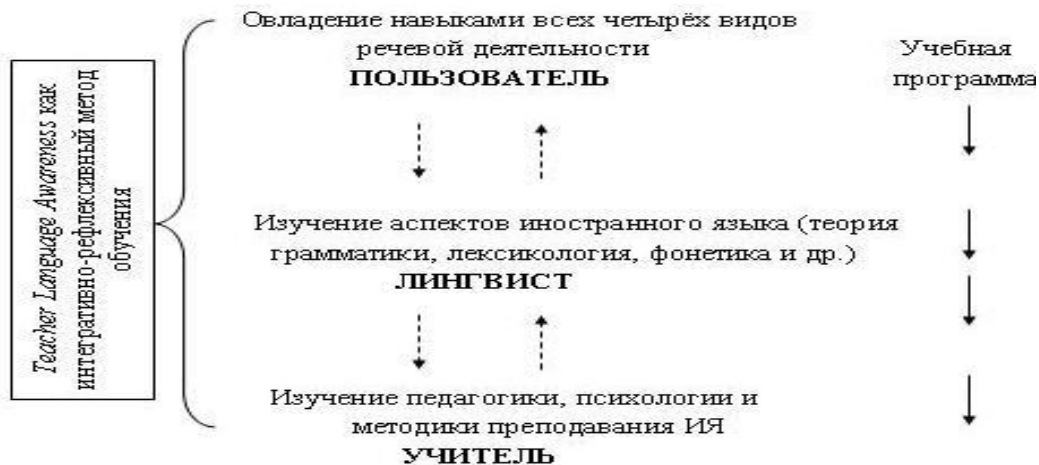 Teacher Language Awareness как
интегративно-рефлексивный метод
обучения
Овладение навыками всех четырёх видов
речевой деятельности
ПОЛЬЗОВАТЕЛЬ
Учебная
программа
Изучение аспектов иностранного языка (теория
грамматики, лексикология, фонетика и др.)
ЛИНГВИСТ
Изучение педагогики, психологии и
методики преподавания ИЯ
УЧИТЕЛЬ